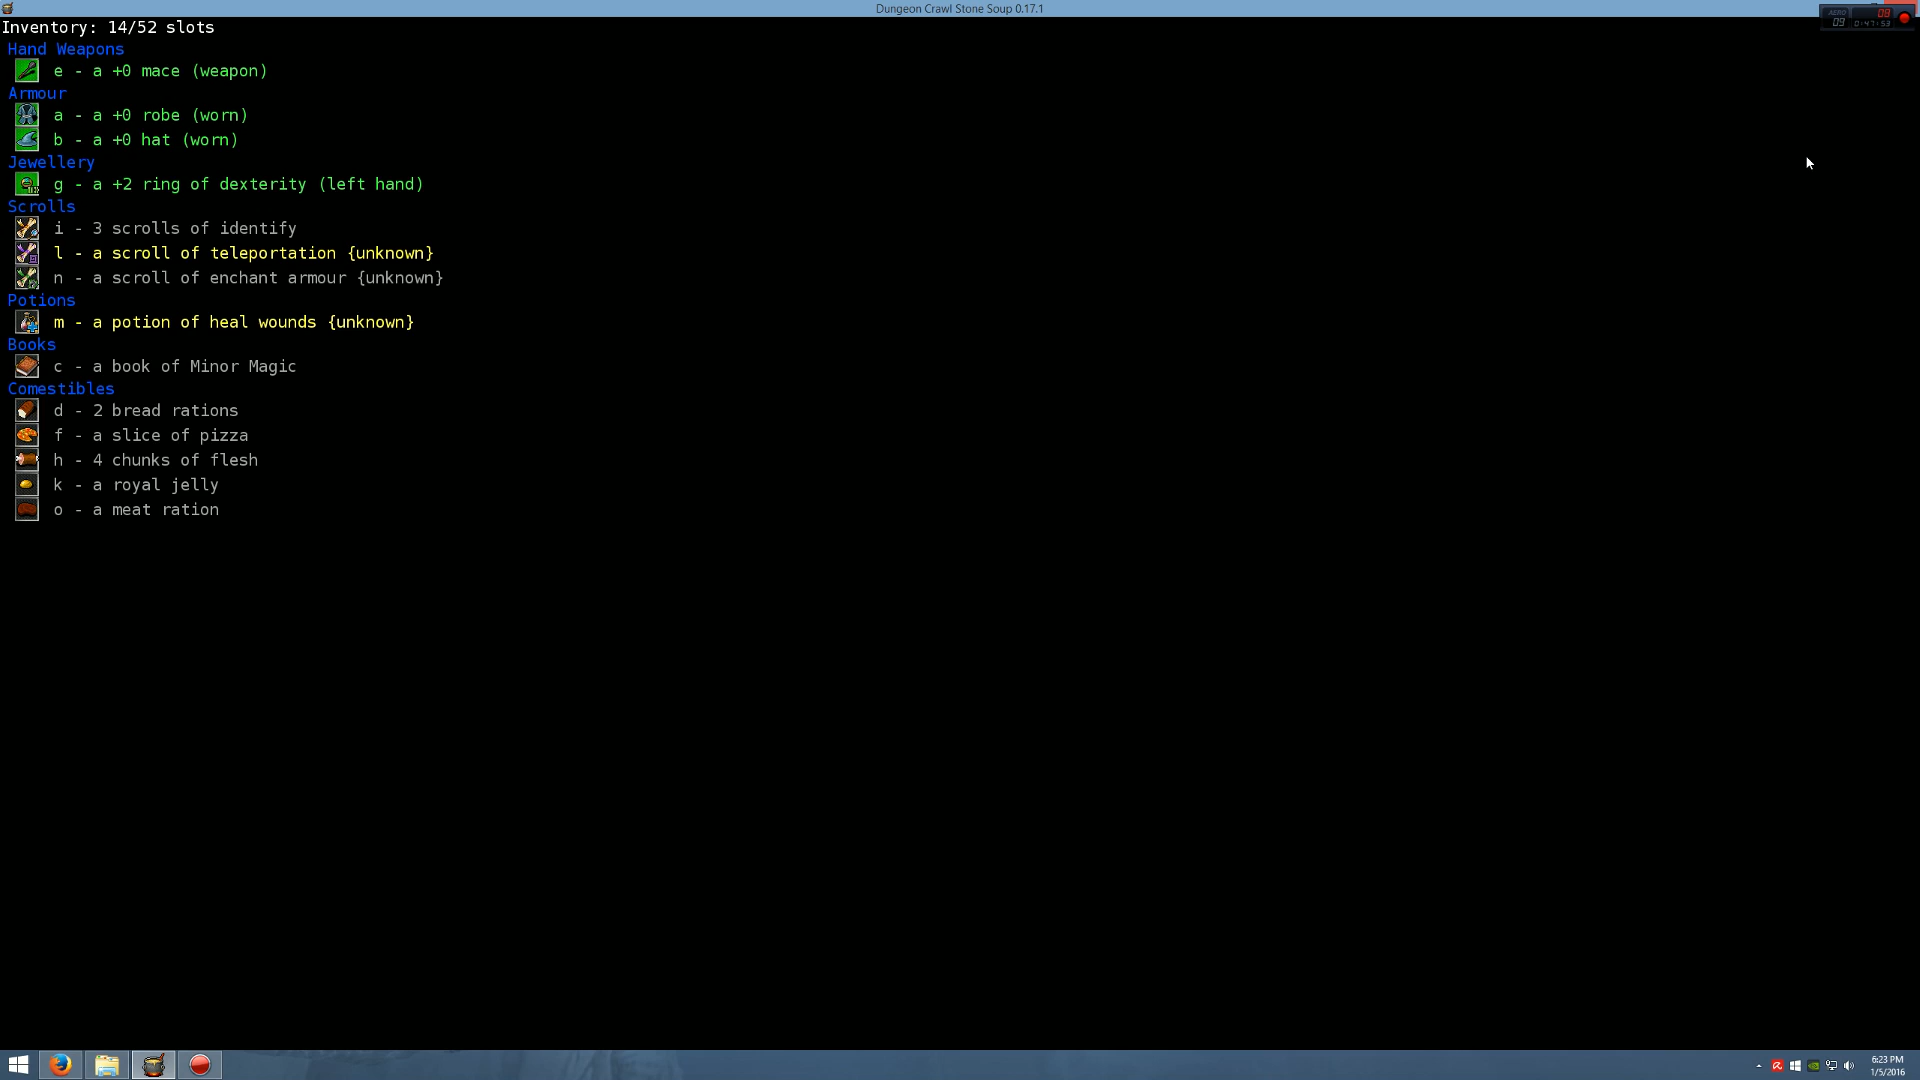 Dungeon Crawl Stone Soup 0.17.1
Inventory: 14/52 slots
Hand Weapons
e - a +0 mace (weapon)
Armour
a - a +0 robe (worn)
b - a +0 hat (worn)
Jewellery
g - a +2 ring of dexterity (left hand)
Scrolls
i - 3 scrolls of identify
l - a scroll of teleportation {unknown}
n - a scroll of enchant armour {unknown}
Potions
m - a potion of heal wounds {unknown}
Books
c - a book of Minor Magic
Comestibles
d - 2 bread rations
f - a slice of pizza
h - 4 chunks of flesh
k - a royal jelly
o - a meat ration
6:23 PM
1/5/2016